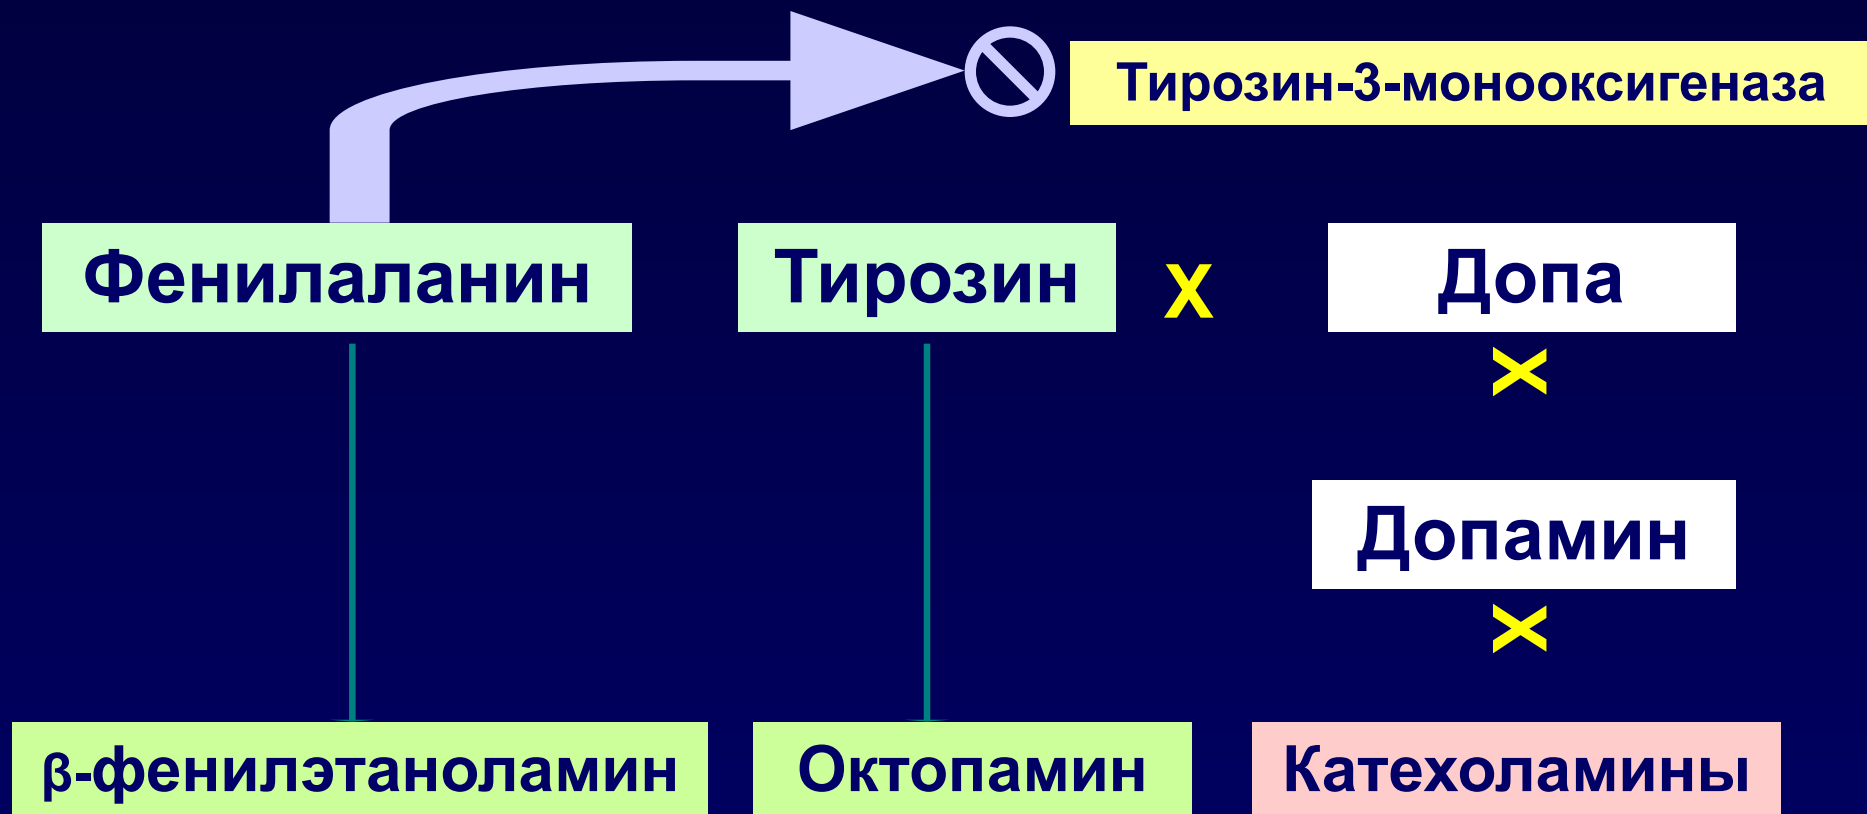 Тирозин-3-монооксигеназа
Фенилаланин
Тирозин
X
Допа
X
Допамин
X
β-фенилэтаноламин
Октопамин
Катехоламины